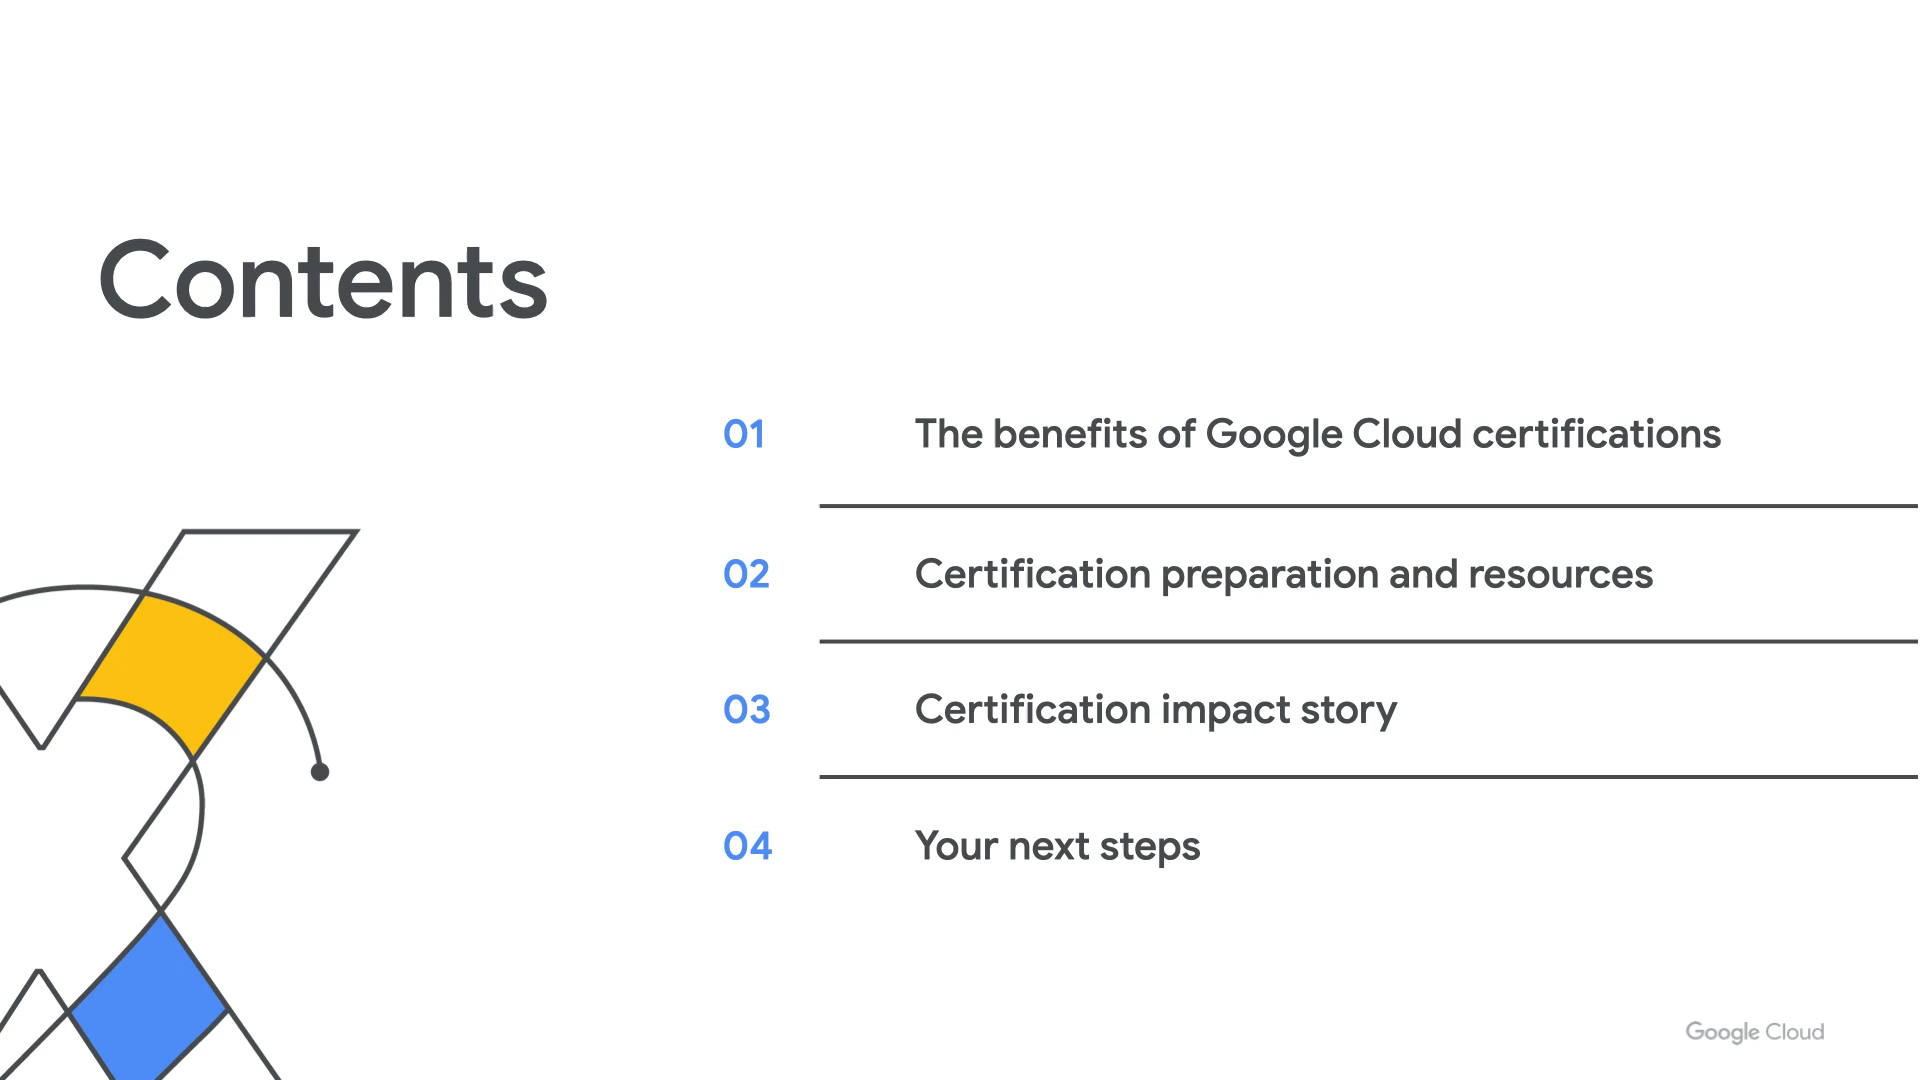 Contents
01 The benefits of Google Cloud certifications
02 Certification preparation and resources
03 Certification impact story
04 Your next steps
Google Cloud